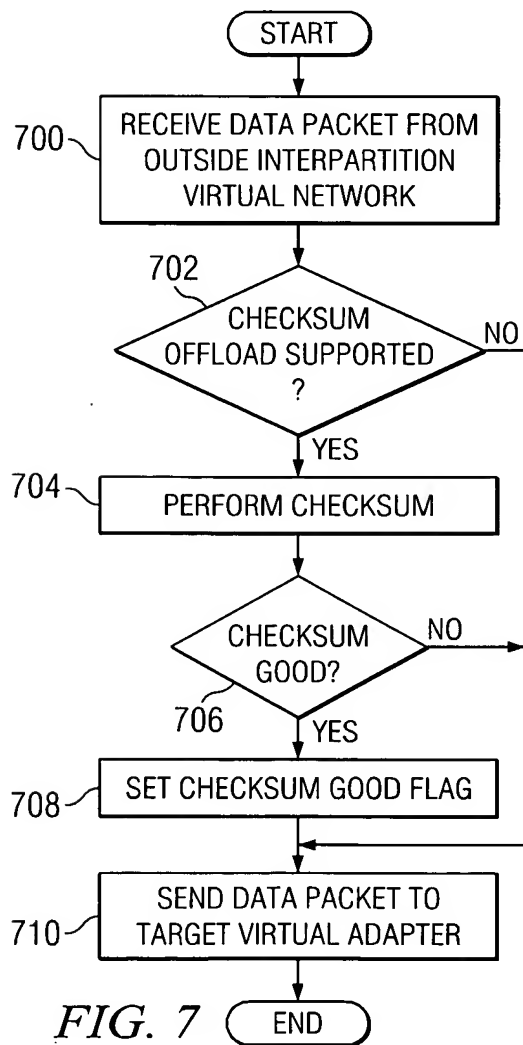 START
700
RECEIVE DATA PACKET FROM
OUTSIDE INTERPARTITION
VIRTUAL NETWORK
702
CHECKSUM
OFFLOAD SUPPORTED
?
NO
YES
704
PERFORM CHECKSUM
CHECKSUM
GOOD?
NO
706
YES
708
SET CHECKSUM GOOD FLAG
710
SEND DATA PACKET TO
TARGET VIRTUAL ADAPTER
FIG. 7
END